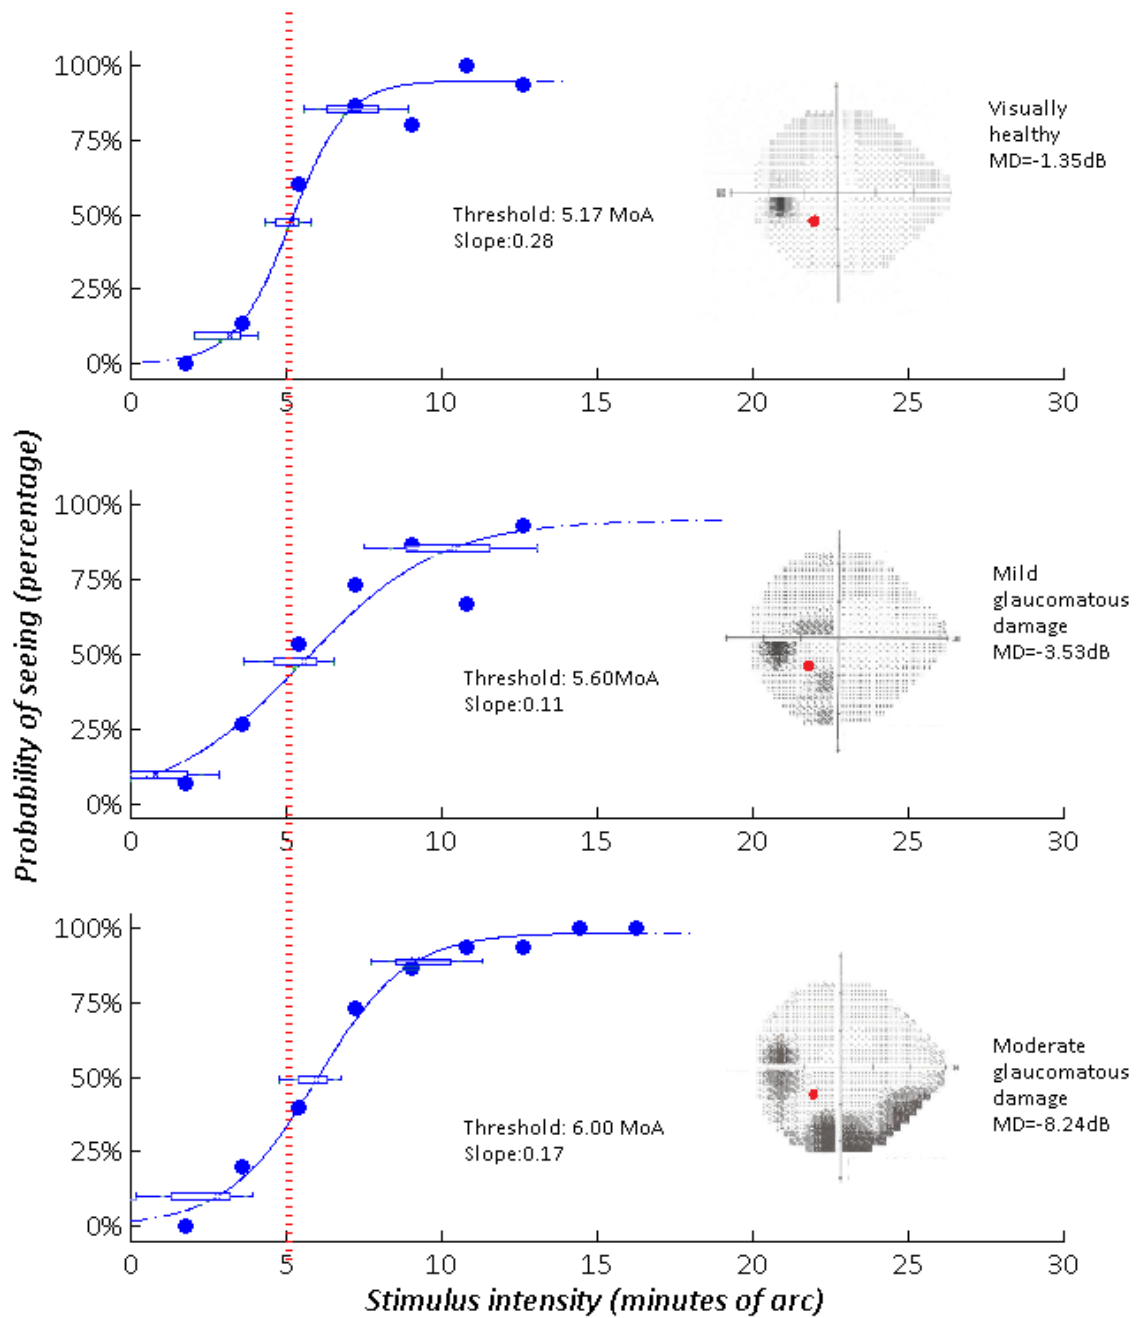 100%
75%
50%
25%
0%
0 5 10 15 20 25 30
Threshold: 5.17 MoA
Slope:0.28
Visually
healthy
MD=-1.35dB
Probability of seeing (percentage)
100%
75%
50%
25%
0%
0 5 10 15 20 25 30
Threshold: 5.60MoA
Slope:0.11
Mild
glaucomatous
damage
MD=-3.53dB
100%
75%
50%
25%
0%
0 5 10 15 20 25 30
Threshold: 6.00 MoA
Slope:0.17
Moderate
glaucomatous
damage
MD=-8.24dB
Stimulus intensity (minutes of arc)